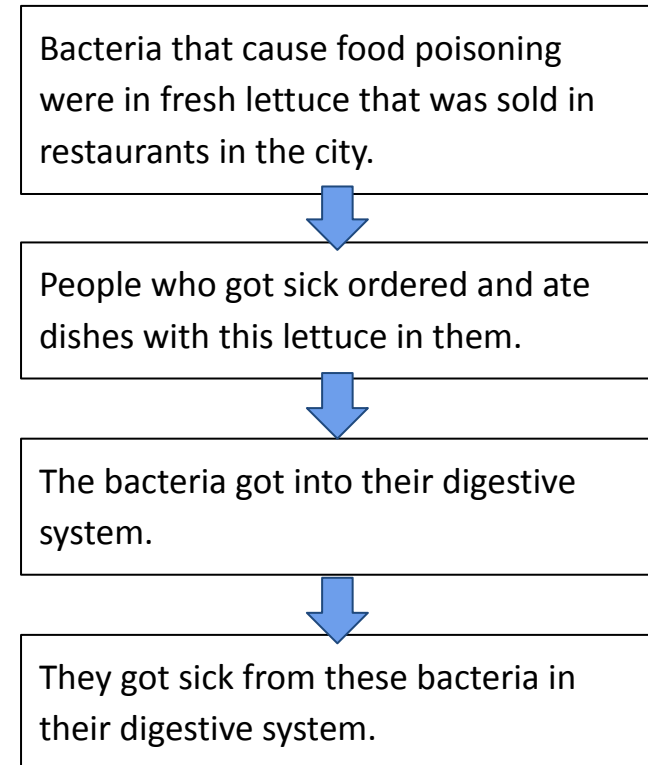 Bacteria that cause food poisoning
were in fresh lettuce that was sold in
restaurants in the city.
People who got sick ordered and ate
dishes with this lettuce in them.
The bacteria got into their digestive
system.
They got sick from these bacteria in
their digestive system.